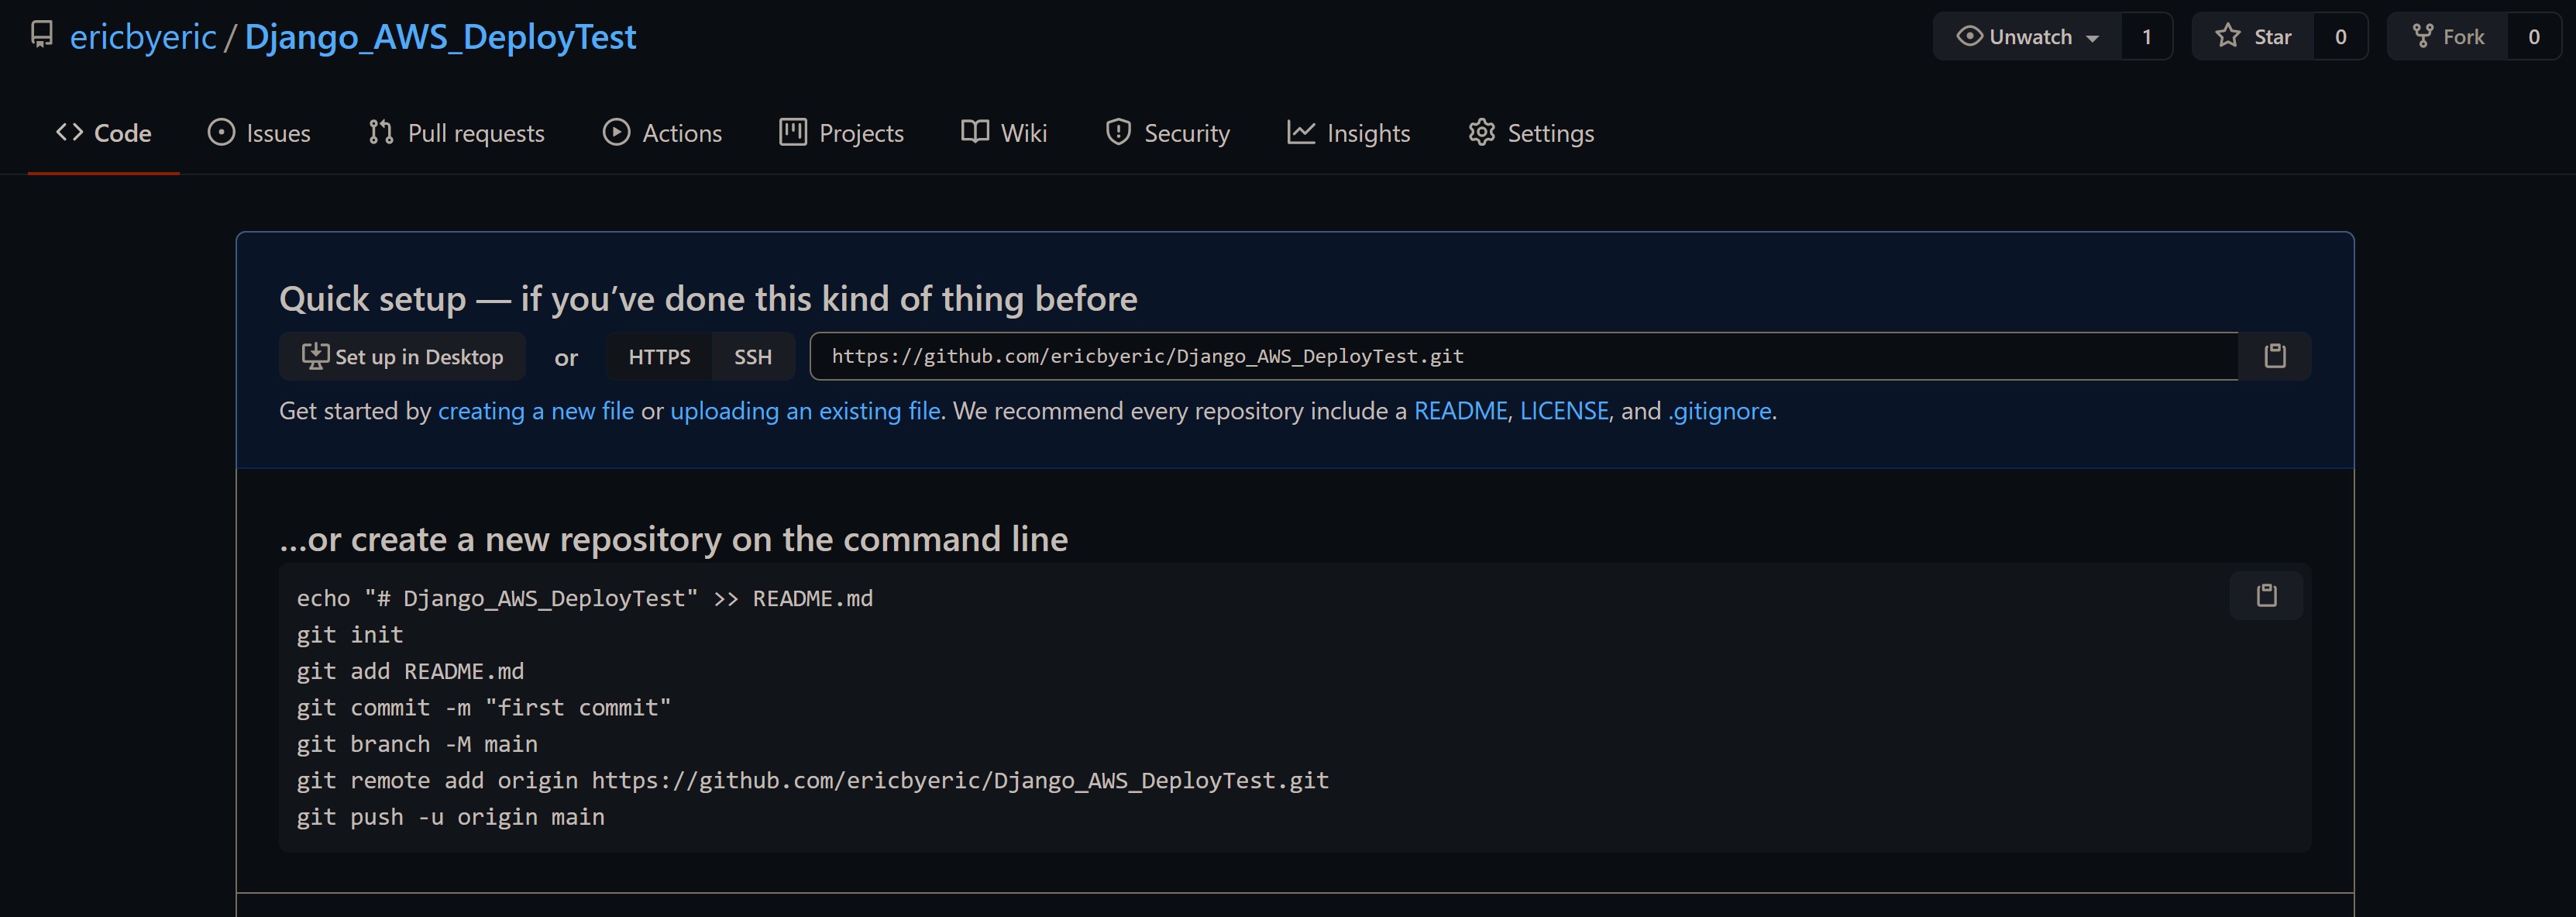 ericbyeric / Django_AWS_DeployTest
Unwatch 1 Star 0 Fork 0
Code Issues Pull requests Actions Projects Wiki Security Insights Settings
Quick setup — if you’ve done this kind of thing before
Set up in Desktop or HTTPS SSH https://github.com/ericbyeric/Django_AWS_DeployTest.git
Get started by creating a new file or uploading an existing file. We recommend every repository include a README, LICENSE, and .gitignore.
…or create a new repository on the command line
echo "# Django_AWS_DeployTest" >> README.md
git init
git add README.md
git commit -m "first commit"
git branch -M main
git remote add origin https://github.com/ericbyeric/Django_AWS_DeployTest.git
git push -u origin main